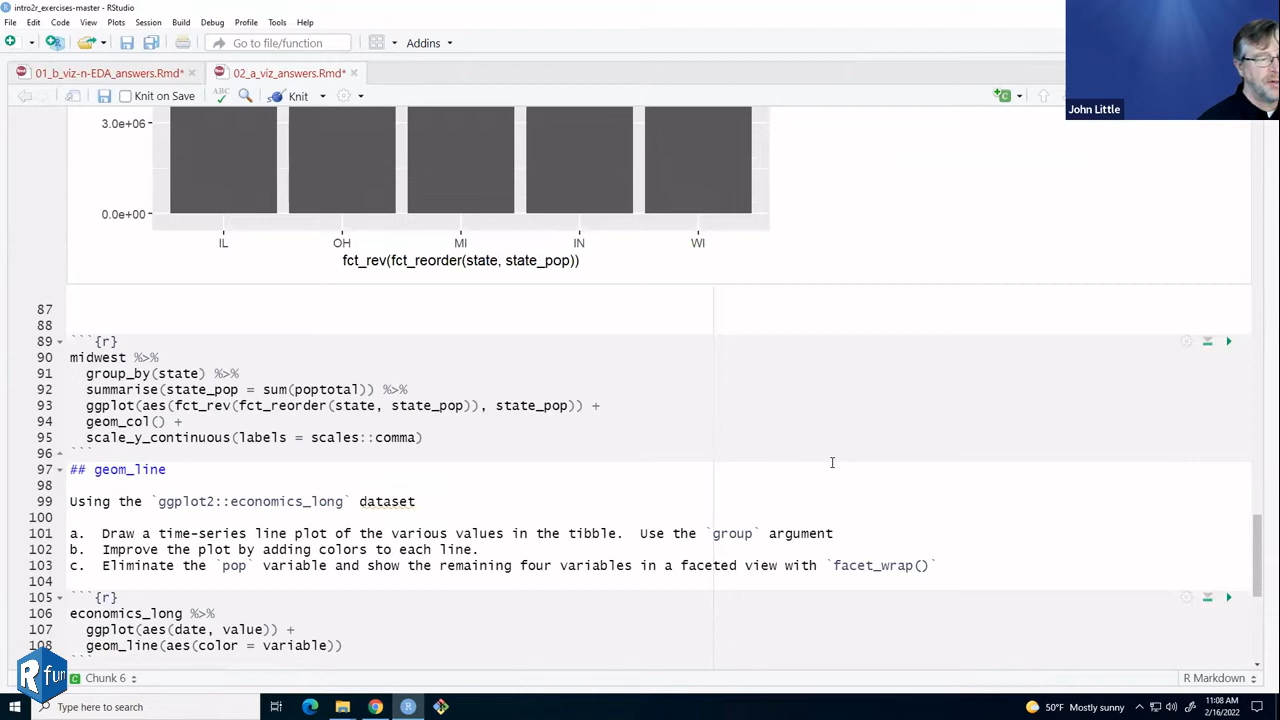 intro2r_exercises-master - RStudio
File Edit Code View Plots Session Build Debug Profile Tools Help
Go to file/function
Addins
01_b_viz-n-EDA_answers.Rmd*
02_a_viz_answers.Rmd*
Knit on Save
ABC
Knit
John Little
3.0e+06
0.0e+00
IL OH MI IN WI
fct_rev(fct_reorder(state, state_pop))
87
88
89 ```{r}
90 midwest %>%
91 group_by(state) %>%
92 summarise(state_pop = sum(poptotal)) %>%
93 ggplot(aes(fct_rev(fct_reorder(state, state_pop)), state_pop)) +
94 geom_col() +
95 scale_y_continuous(labels = scales::comma)
96 ```
97 ## geom_line
98
99 Using the `ggplot2::economics_long` dataset
100
101 a. Draw a time-series line plot of the various values in the tibble. Use the `group` argument
102 b. Improve the plot by adding colors to each line.
103 c. Eliminate the `pop` variable and show the remaining four variables in a faceted view with `facet_wrap()`
104
105 ```{r}
106 economics_long %>%
107 ggplot(aes(date, value)) +
108 geom_line(aes(color = variable))
```
R fun
Chunk 6
R Markdown
Type here to search
50°F Mostly sunny
11:08 AM
2/16/2022